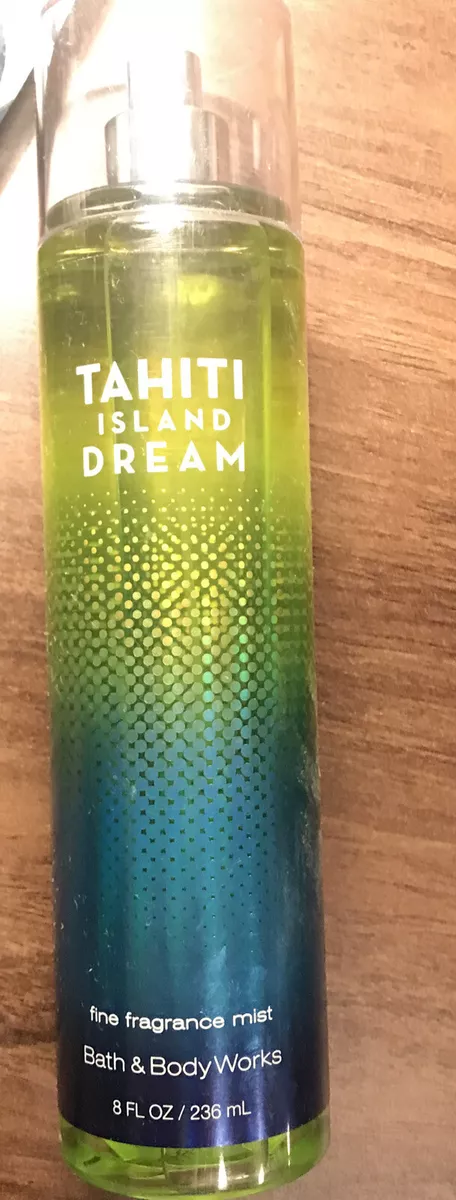 TAHITI
ISLAND
DREAM
fine fragrance mist
Bath & Body Works
8 FL OZ / 236 mL